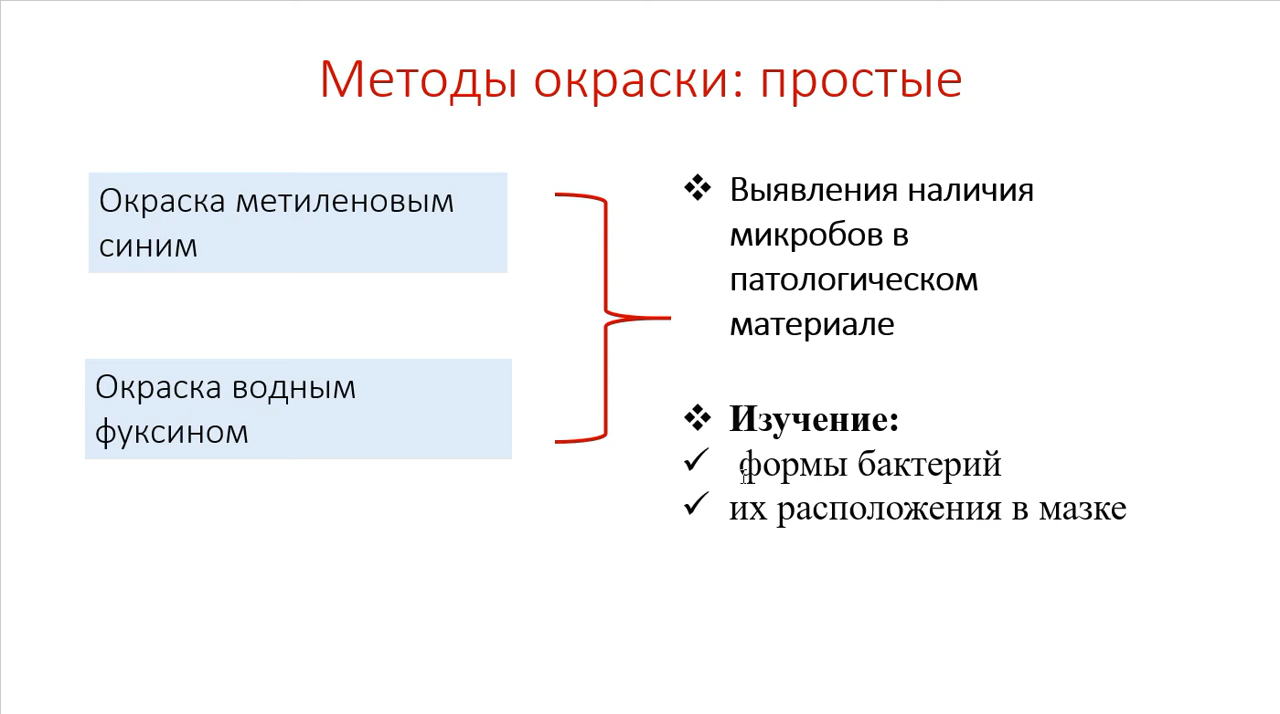 Методы окраски: простые
Окраска метиленовым
синим
Окраска водным
фуксином
❖ Выявления наличия
микробов в
патологическом
материале
❖ Изучение:
✓ формы бактерий
✓ их расположения в мазке